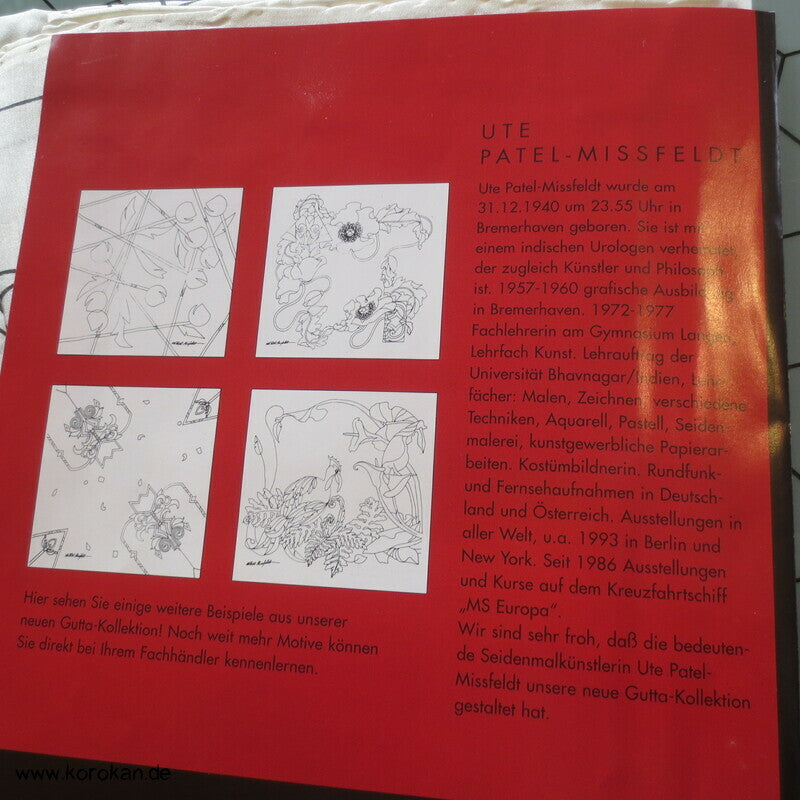 UTE
PATEL-MISSFELDT
Ute Patel-Missfeldt wurde am
31.12.1940 um 23.55 Uhr in
Bremerhaven geboren. Sie ist mit
einem indischen Urologen verheiratet,
der zugleich Künstler und Philosoph
ist. 1957-1960 grafische Ausbildung
in Bremerhaven. 1972-1977
Fachlehrerin am Gymnasium Langen,
Lehrfach Kunst. Lehrauftrag der
Universität Bhavnagar/Indien,
fächer: Malen, Zeichnen, verschiedene
Techniken, Aquarell, Pastell, Seiden-
malerei, kunstgewerbliche Papierar-
beiten. Kostümbildnerin. Rundfunk-
und Fernsehaufnahmen in Deutsch-
land und Österreich. Ausstellungen in
aller Welt, u.a. 1993 in Berlin und
New York. Seit 1986 Ausstellungen
und Kurse auf dem Kreuzfahrtschiff
„MS Europa“.
Wir sind sehr froh, daß die bedeuten-
de Seidenmalkünstlerin Ute Patel-
Missfeldt unsere neue Gutta-Kollektion
gestaltet hat.
Hier sehen Sie einige weitere Beispiele aus unserer
neuen Gutta-Kollektion! Noch weit mehr Motive können
Sie direkt bei Ihrem Fachhändler kennenlernen.
www.korokan.de